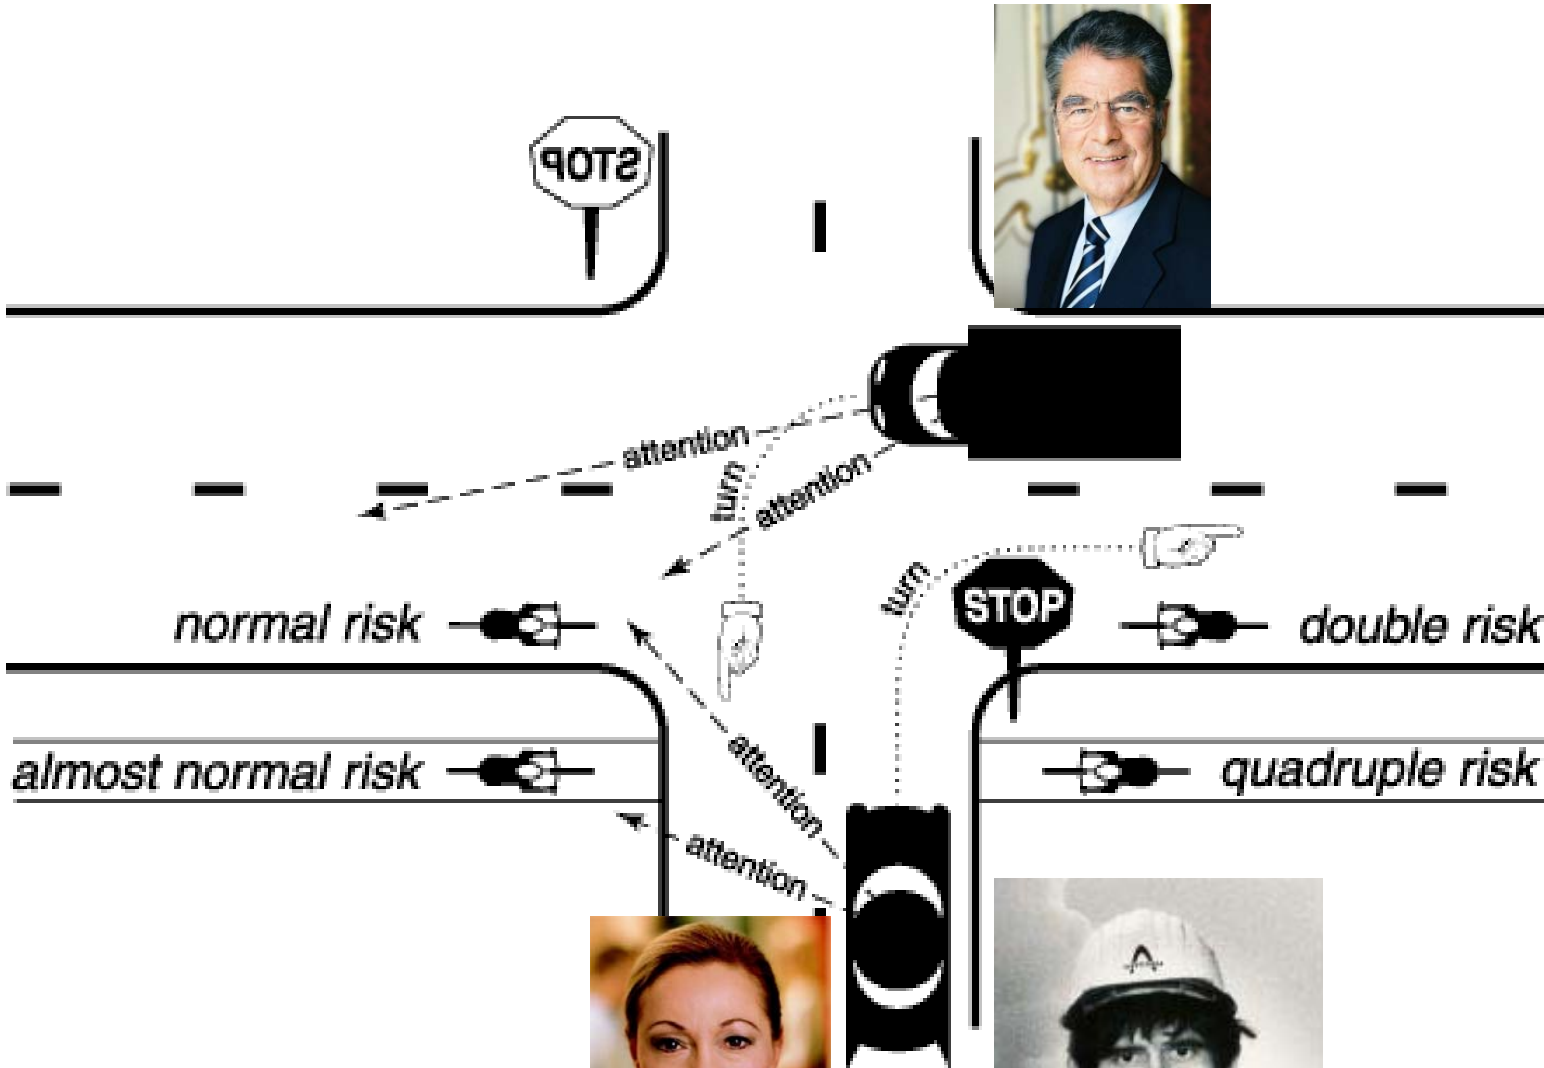 STOP
attention
turn
attention
turn
STOP
normal risk
double risk
attention
almost normal risk
quadruple risk
attention